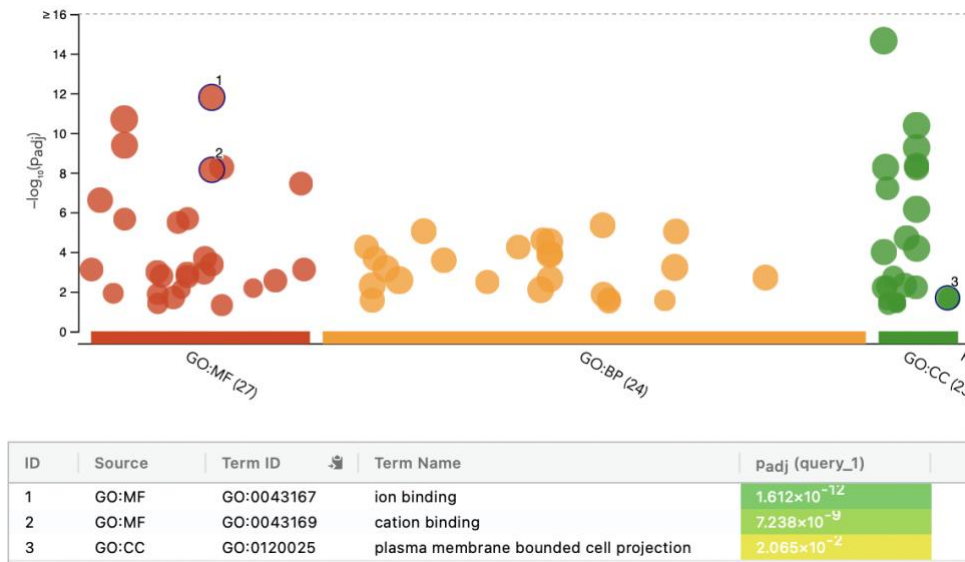 ≥ 16
14
12
10
8
6
4
2
0
-log₁₀(Padj)
1
2
3
GO:MF (27)
GO:BP (24)
GO:CC
ID Source Term ID Term Name Padj (query_1)
1 GO:MF GO:0043167 ion binding 1.612×10⁻¹²
2 GO:MF GO:0043169 cation binding 7.238×10⁻⁹
3 GO:CC GO:0120025 plasma membrane bounded cell projection 2.065×10⁻²